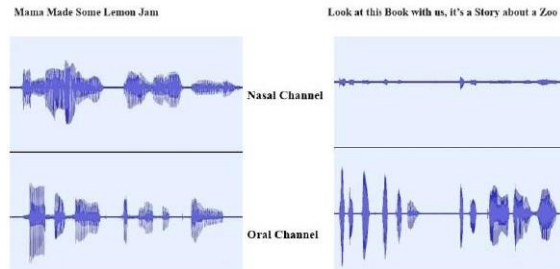 Mama Made Some Lemon Jam
Look at this Book with us, it's a Story about a Zoo
Nasal Channel
Oral Channel